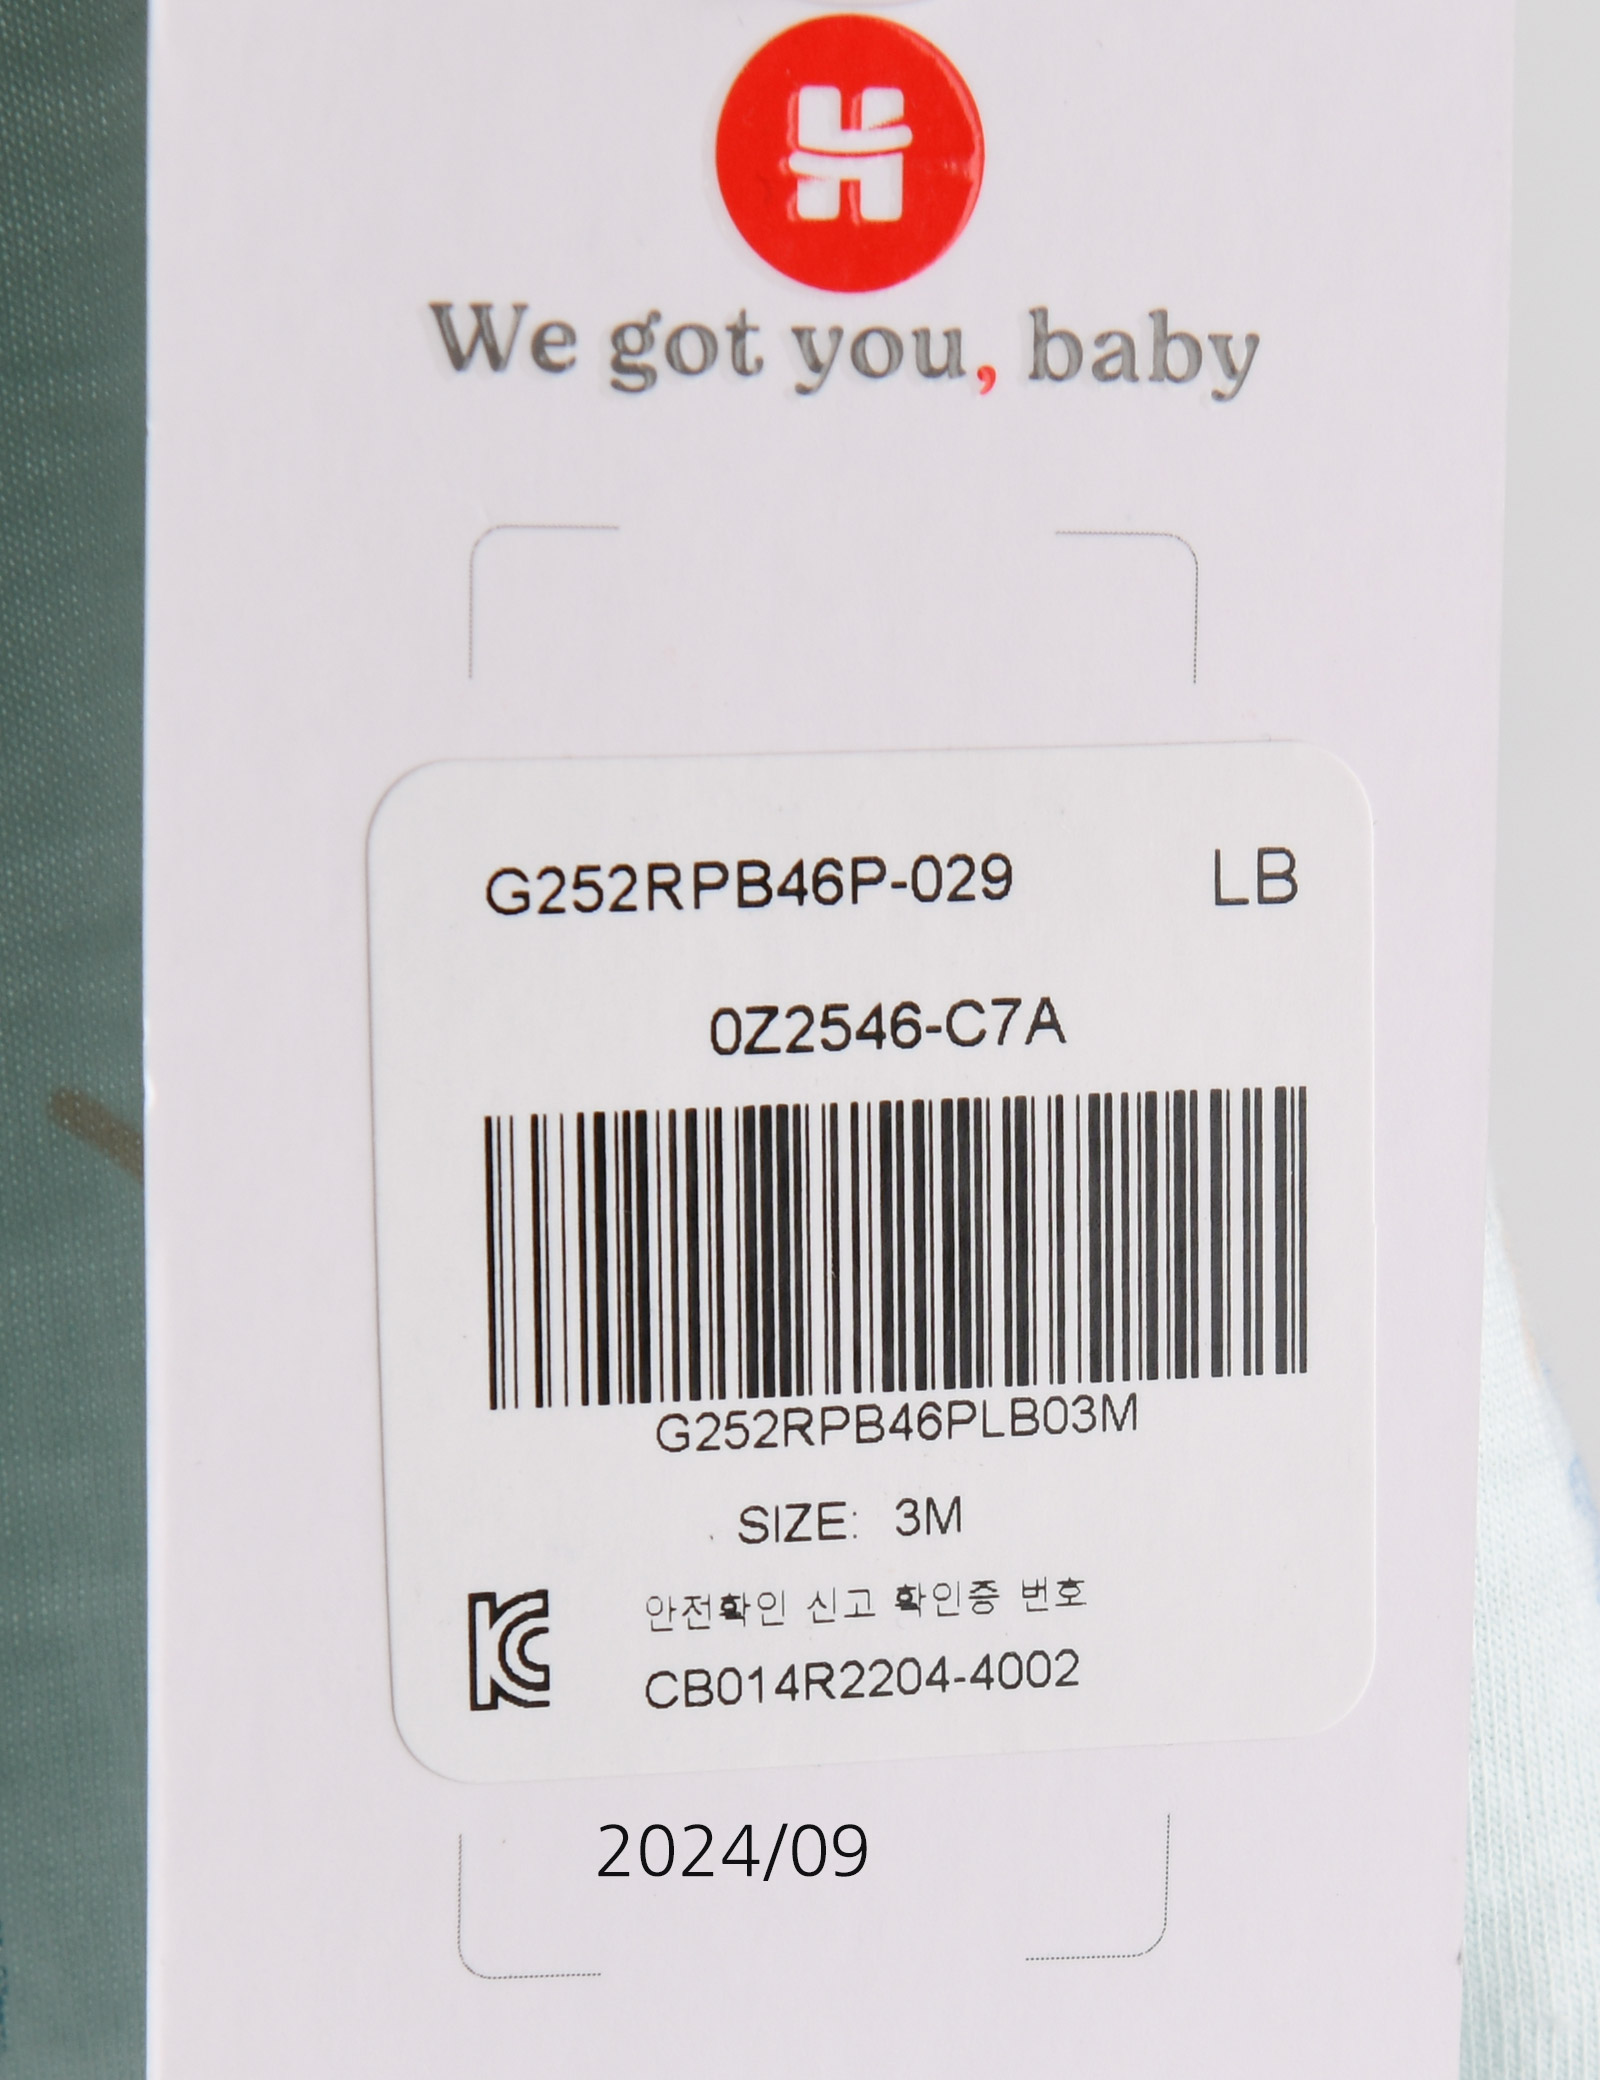 We got you, baby
G252RPB46P-029 LB
0Z2546-C7A
G252RPB46PLB03M
SIZE: 3M
안전확인 신고 확인증 번호
CB014R2204-4002
2024/09